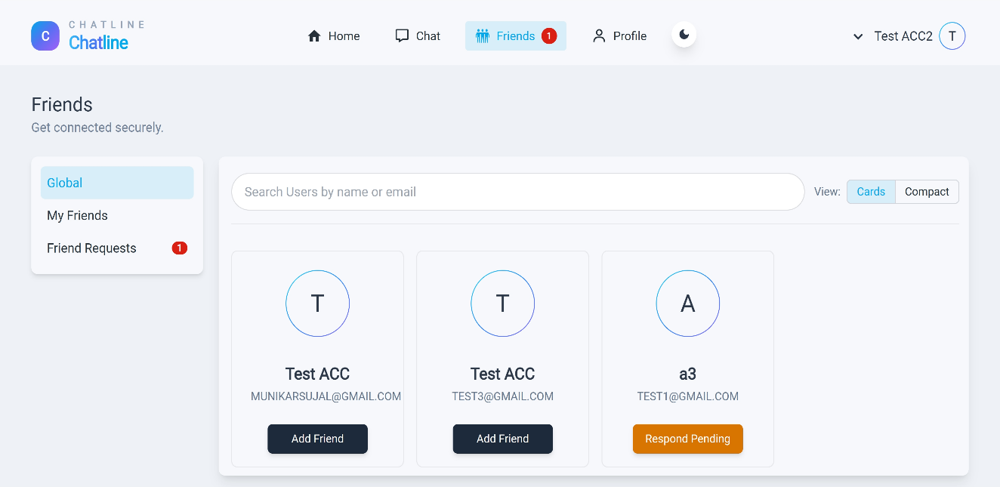 C
CHATLINE
Chatline
Home
Chat
Friends 1
Profile
Test ACC2 T
Friends
Get connected securely.
Global
My Friends
Friend Requests 1
Search Users by name or email
View: Cards Compact
T
Test ACC
MUNIKARSUJAL@GMAIL.COM
Add Friend
T
Test ACC
TEST3@GMAIL.COM
Add Friend
A
a3
TEST1@GMAIL.COM
Respond Pending